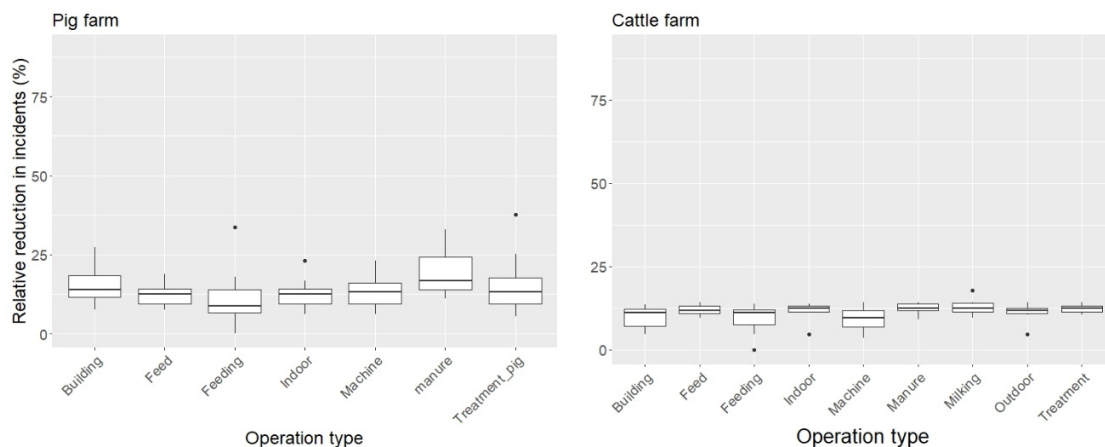 Pig farm
Relative reduction in incidents (%)
75
50
25
0
Building
Feed
Feeding
Indoor
Machine
manure
Treatment_pig
Operation type
Cattle farm
75
50
25
0
Building
Feed
Feeding
Indoor
Machine
Manure
Milking
Outdoor
Treatment
Operation type